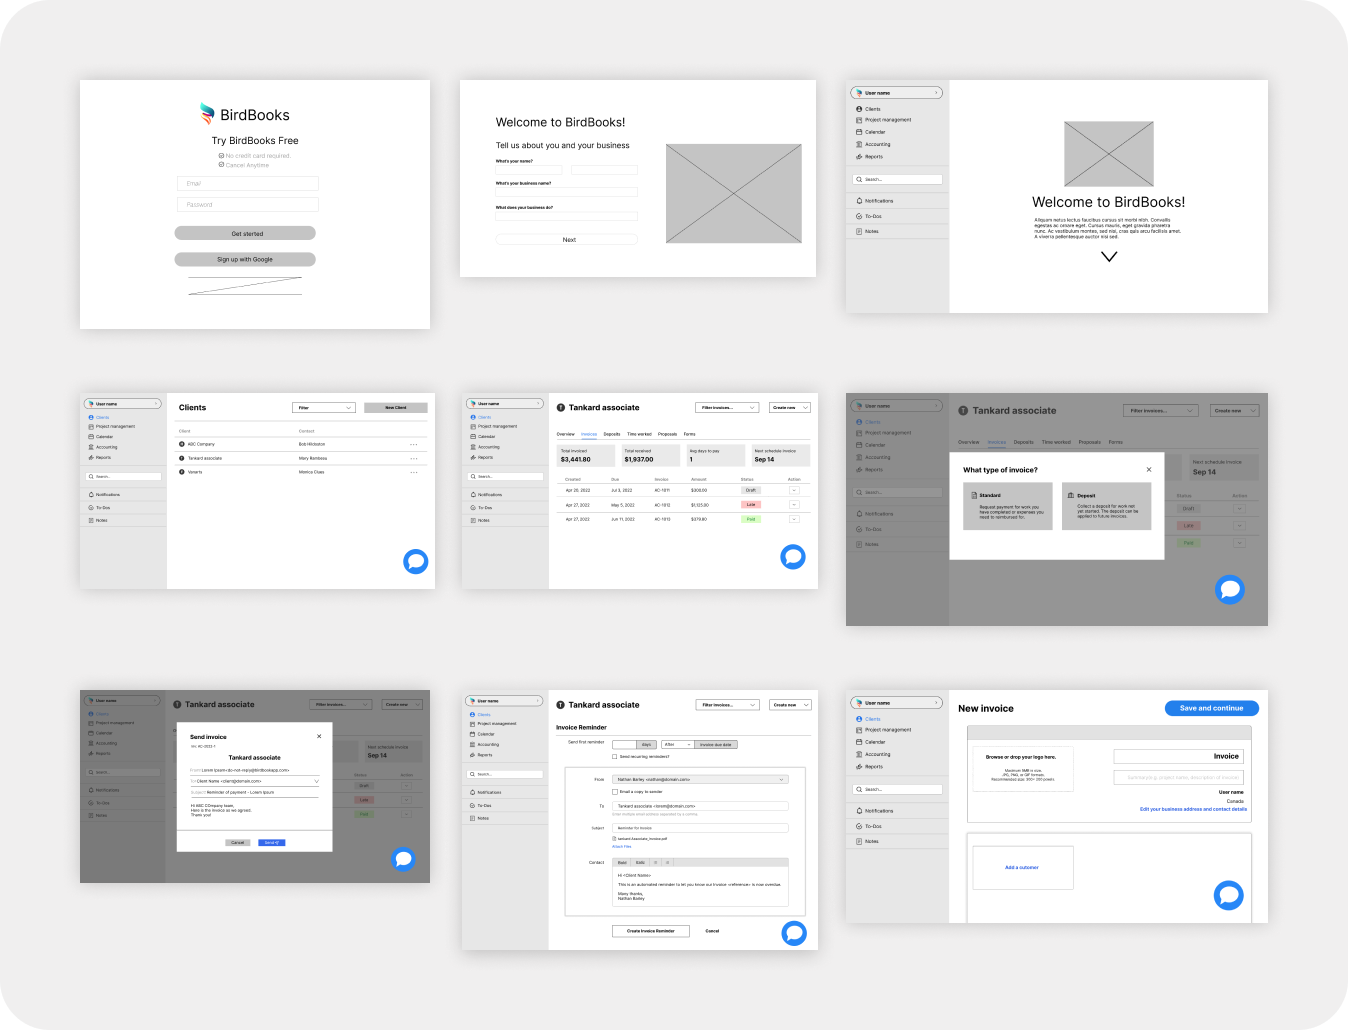 BirdBooks
Try BirdBooks Free
No credit card required.
Cancel Anytime
Email
Password
Get started
Sign up with Google
Welcome to BirdBooks!
Tell us about you and your business
What's your name?
What's your business name?
What does your business do?
Next
User name
Clients
Project management
Calendar
Accounting
Reports
Search...
Notifications
To-Dos
Notes
Welcome to BirdBooks!
Aliquam netus lectus faucibus cursus sit morbi nibh. Convallis
egestas ac ornare eget. Cursus mauris, eget gravida pharetra
nunc. Ac vestibulum montes, sed nisi, cras quis arcu facilisis amet.
A viverra pellentesque auctor nisi sed.
User name
Clients
Project management
Calendar
Accounting
Reports
Search...
Notifications
To-Dos
Notes
Clients
Filter
New Client
Client Contact
ABC Company Bob Hibbston
Tankard associate Mary Rambsea
Venarts Monica Gluss
User name
Clients
Project management
Calendar
Accounting
Reports
Search...
Notifications
To-Dos
Notes
Tankard associate
Filter invoices...
Create new
Overview Invoices Deposits Time worked Proposals Forms
Total invoiced
$3,441.80
Total received
$1,937.00
Avg days to pay
1
Next schedule invoice
Sep 14
Created Due Invoice Amount Status Action
Apr 20, 2022 Jul 3, 2022 AC-1011 $300.00 Draft
Apr 27, 2022 May 5, 2022 AC-1012 $1,125.00 Late
Apr 27, 2022 Jun 11, 2022 AC-1013 $379.80 Paid
User name
Clients
Project management
Calendar
Accounting
Reports
Search...
Notifications
To-Dos
Notes
Tankard associate
Filter invoices...
Create new
Overview Invoices Deposits Time worked Proposals Forms
Next schedule invoice
Sep 14
Status Action
Draft
Late
Paid
What type of invoice?
Standard
Request payment for work you
have completed or expenses you
need to reimbursed for.
Deposit
Collect a deposit for work not
yet started. The deposit can be
applied to future invoices.
User name
Clients
Project management
Calendar
Accounting
Reports
Search...
Notifications
To-Dos
Notes
Tankard associate
Filter invoices...
Create new
Next schedule invoice
Sep 14
Status Action
Draft
Late
Paid
Send invoice
Inv AC-2022-1
Tankard associate
From Lorem Ipsum<do-not-reply@birdbookapp.com>
To Client Name <client@domain.com>
Subject Reminder of payment - Lorem Ipsum
Hi ABC COmpany team,
Here is the invoice as we agreed.
Thank you!
Cancel
Send
User name
Clients
Project management
Calendar
Accounting
Reports
Search...
Notifications
To-Dos
Notes
Tankard associate
Filter invoices...
Create new
Invoice Reminder
Send first reminder days After Invoice due date
Send recurring reminders?
From Nathan Barley <nathan@domain.com>
Email a copy to sender
To Tankard associate <lorem@domain.com>
Enter multiple email address separated by a comma.
Subject Reminder for Invoice
tankard.Associate_Invoice.pdf
Attach Files
Contact Bold Italic
Hi <Client Name>
This is an automated reminder to let you know our invoice <reference> is now overdue.
Many thanks,
Nathan Barley
Create Invoice Reminder
Cancel
User name
Clients
Project management
Calendar
Accounting
Reports
Search...
Notifications
To-Dos
Notes
New invoice
Save and continue
Browse or drop your logo here.
Maximum 5MB in size.
JPG, PNG, or GIF formats.
Recommended size: 300 × 200 pixels.
Invoice
Summary(eg. project name, description of invoice)
User name
Canada
Edit your business address and contact details
Add a cutomer